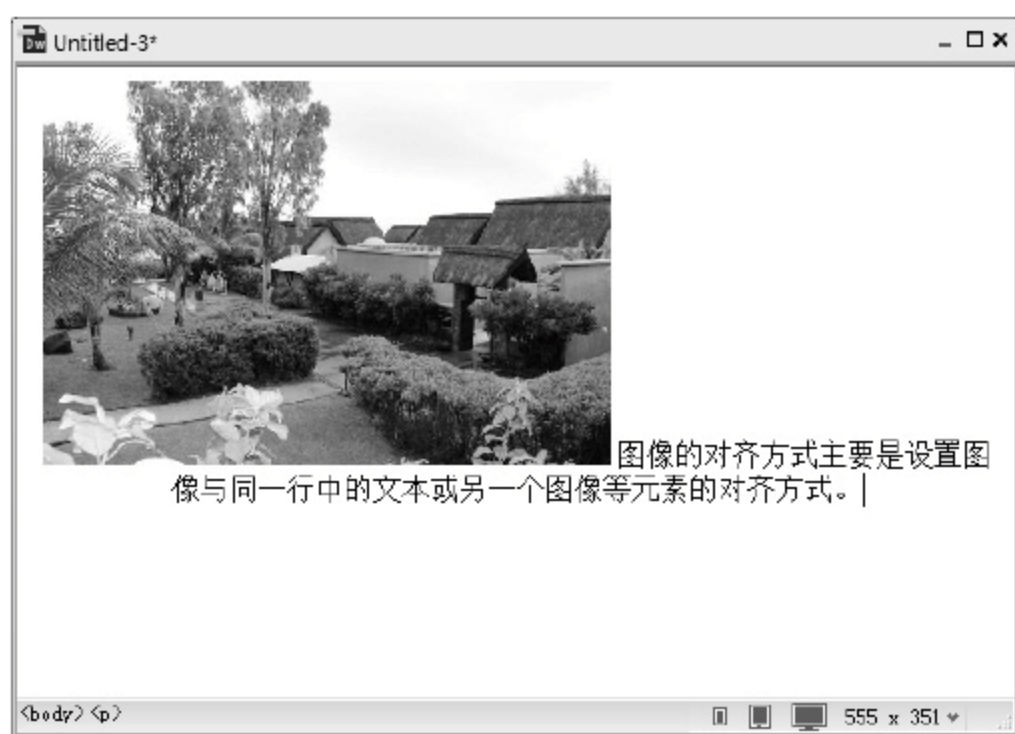 Dw Untitled-3*
图像的对齐方式主要是设置图
像与同一行中的文本或另一个图像等元素的对齐方式。
<body> <p>
555 x 351